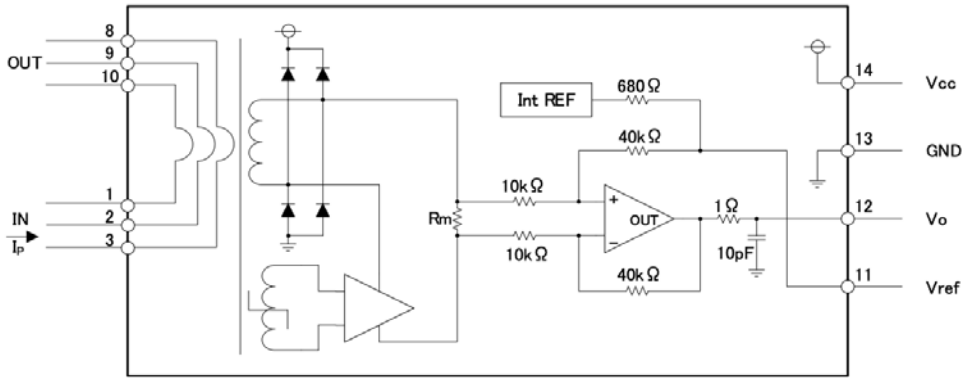 8
OUT
9
10
1
IN
2
IP
3
Int REF
680Ω
40kΩ
10kΩ
Rm
10kΩ
+
OUT
−
40kΩ
1Ω
10pF
14
Vcc
13
GND
12
Vo
11
Vref